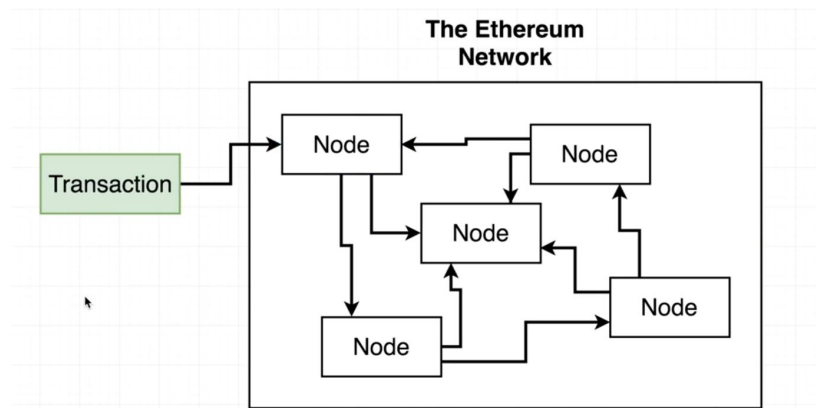 The Ethereum
Network
Transaction
Node
Node
Node
Node
Node